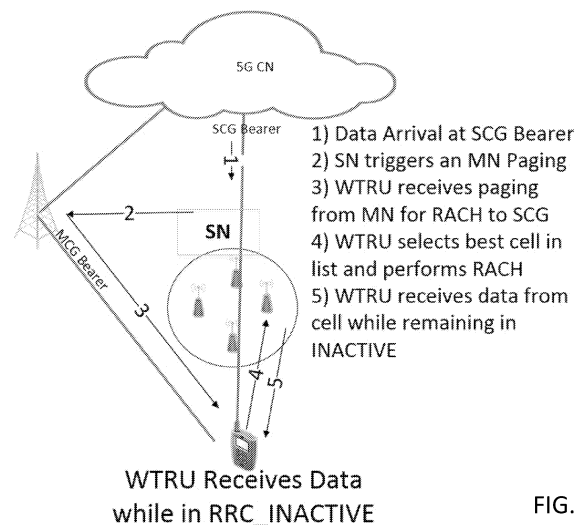 5G CN
SCG Bearer
1
1) Data Arrival at SCG Bearer
2) SN triggers an MN Paging
3) WTRU receives paging
from MN for RACH to SCG
4) WTRU selects best cell in
list and performs RACH
5) WTRU receives data from
cell while remaining in
INACTIVE
2
SN
MCG Bearer
3
4
5
WTRU Receives Data
while in RRC_INACTIVE
FIG.